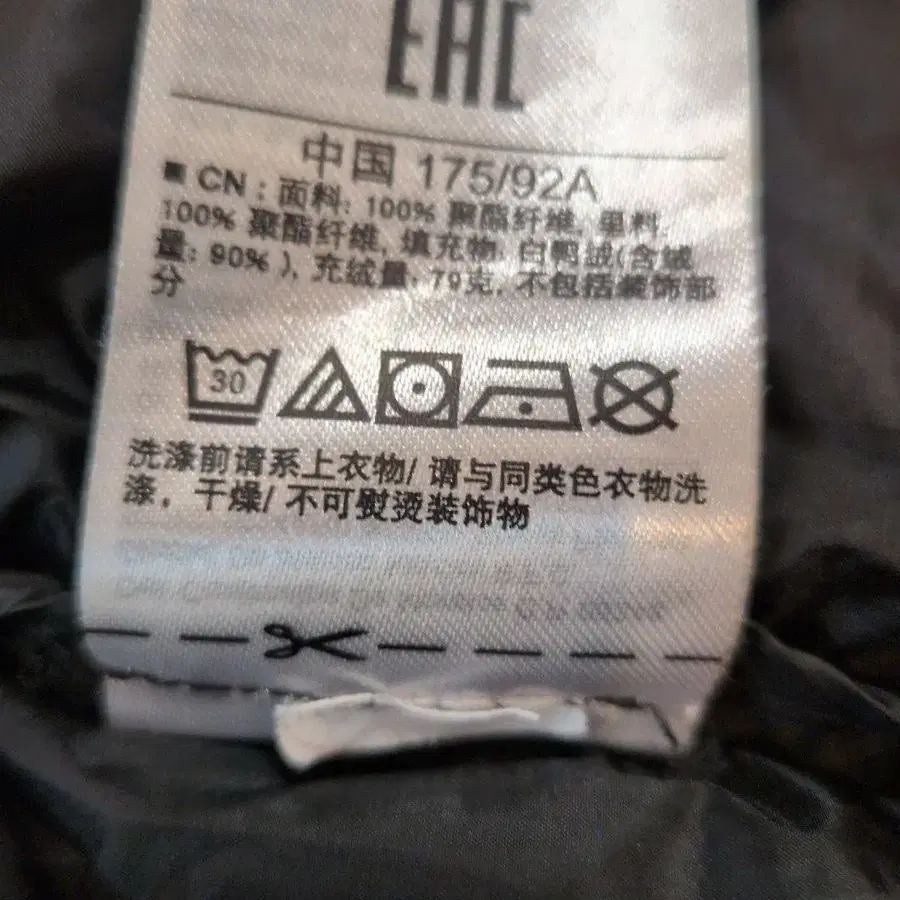 EAC
中国 175/92A
■ CN : 面料: 100% 聚酯纤维, 里料:
100% 聚酯纤维, 填充物: 白鸭绒(含绒
量: 90% ), 充绒量: 79克, 不包括装饰部
分
30
洗涤前请系上衣物/ 请与同类色衣物洗
涤, 干燥/ 不可熨烫装饰物